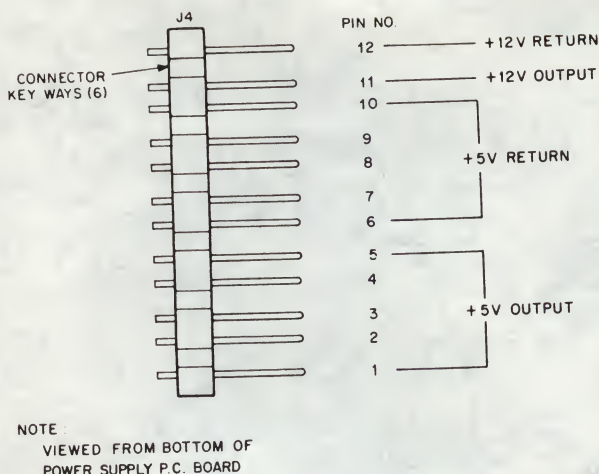 J4
PIN NO.
12 +12V RETURN
CONNECTOR
KEY WAYS (6)
11 +12V OUTPUT
10
9
8 +5V RETURN
7
6
5
4
3 +5V OUTPUT
2
1
NOTE:
VIEWED FROM BOTTOM OF
POWER SUPPLY P.C. BOARD